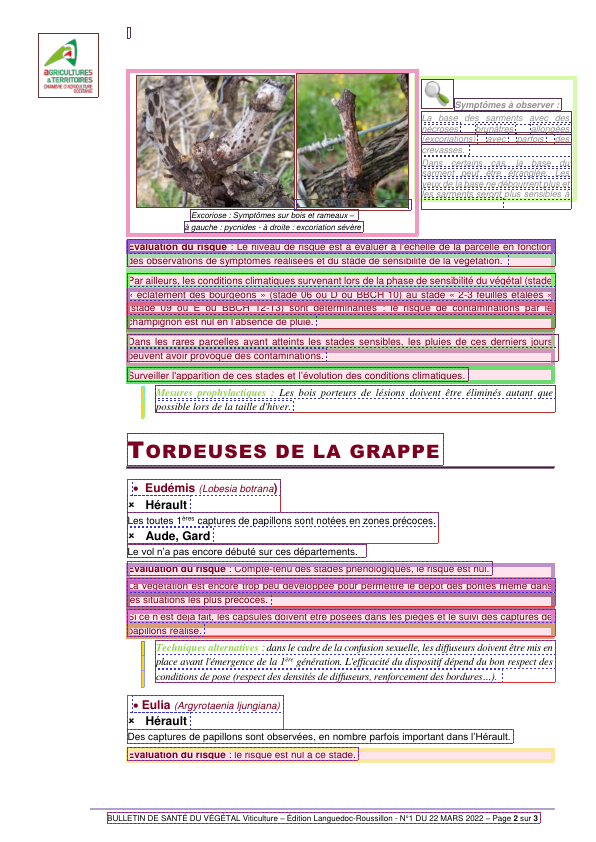 AGRICULTURES
& TERRITOIRES
CHAMBRE D'AGRICULTURE
OCCITANIE
Symptômes à observer :
La base des sarments avec des
nécroses brunâtres allongées
(excoriations) avec parfois des
crevasses.
Dans certains cas la base du
sarment peut être étranglée. Les
yeux de la base ne débourrent plus et
les sarments seront plus sensibles
Excoriose : Symptômes sur bois et rameaux –
à gauche : pycnides - à droite : excoriation sévère
Evaluation du risque : Le niveau de risque est à évaluer à l'échelle de la parcelle en fonction
des observations de symptômes réalisées et du stade de sensibilité de la végétation.
Par ailleurs, les conditions climatiques survenant lors de la phase de sensibilité du végétal (stade
« éclatement des bourgeons » (stade 06 ou D ou BBCH 10) au stade « 2-3 feuilles étalées »
(stade 09 ou E ou BBCH 12-13) sont déterminantes : le risque de contaminations par le
champignon est nul en l'absence de pluie.
Dans les rares parcelles ayant atteints les stades sensibles, les pluies de ces derniers jours
peuvent avoir provoqué des contaminations.
Surveiller l'apparition de ces stades et l'évolution des conditions climatiques.
Mesures prophylactiques : Les bois porteurs de lésions doivent être éliminés autant que
possible lors de la taille d'hiver.
TORDEUSES DE LA GRAPPE
• Eudémis (Lobesia botrana)
× Hérault
Les toutes 1ères captures de papillons sont notées en zones précoces.
× Aude, Gard
Le vol n'a pas encore débuté sur ces départements.
Evaluation du risque : Compte-tenu des stades phénologiques, le risque est nul.
La végétation est encore trop peu développée pour permettre le dépôt des pontes même dans
les situations les plus précoces.
Si ce n'est déjà fait, les capsules doivent être posées dans les pièges et le suivi des captures de
papillons réalisé.
Techniques alternatives : dans le cadre de la confusion sexuelle, les diffuseurs doivent être mis en
place avant l'émergence de la 1ère génération. L'efficacité du dispositif dépend du bon respect des
conditions de pose (respect des densités de diffuseurs, renforcement des bordures…).
• Eulia (Argyrotaenia ljungiana)
× Hérault
Des captures de papillons sont observées, en nombre parfois important dans l'Hérault.
Evaluation du risque : le risque est nul à ce stade.
BULLETIN DE SANTÉ DU VÉGÉTAL Viticulture – Édition Languedoc-Roussillon - N°1 DU 22 MARS 2022 – Page 2 sur 3